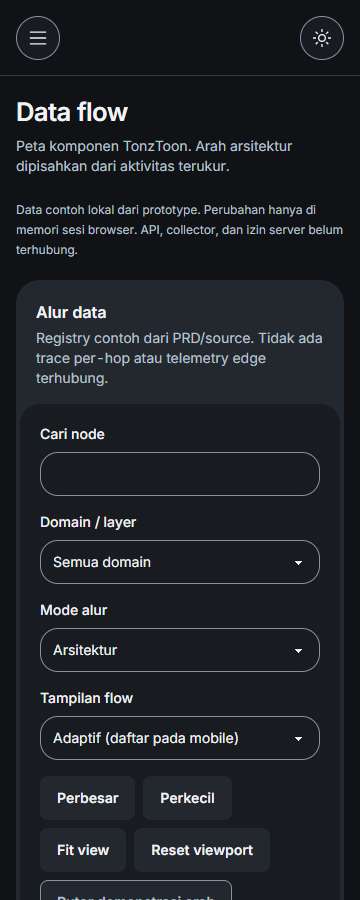 Data flow
Peta komponen TonzToon. Arah arsitektur
dipisahkan dari aktivitas terukur.
Data contoh lokal dari prototype. Perubahan hanya di
memori sesi browser. API, collector, dan izin server belum
terhubung.
Alur data
Registry contoh dari PRD/source. Tidak ada
trace per-hop atau telemetry edge
terhubung.
Cari node
Domain / layer
Semua domain
Mode alur
Arsitektur
Tampilan flow
Adaptif (daftar pada mobile)
Perbesar
Perkecil
Fit view
Reset viewport